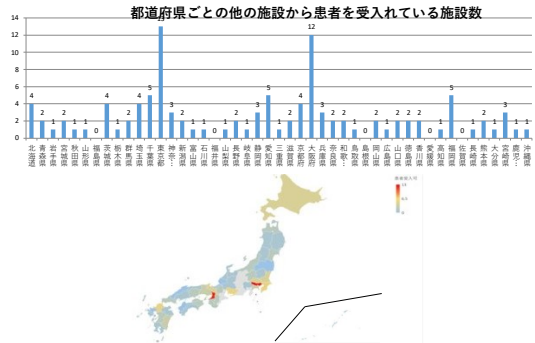 都道府県ごとの他の施設から患者を受入れている施設数
14
12
10
8
6
4
2
0
4 2 1 2 1 1 0 4 1 2 4 5 13 3 2 1 1 0 1 2 1 3 5 1 2 4 12 3 2 2 1 0 2 1 2 2 2 0 1 5 0 1 2 1 3 1 1
北海道
青森県
岩手県
宮城県
秋田県
山形県
福島県
茨城県
栃木県
群馬県
埼玉県
千葉県
東京都
神奈…
新潟県
富山県
石川県
福井県
山梨県
長野県
岐阜県
静岡県
愛知県
三重県
滋賀県
京都府
大阪府
兵庫県
奈良県
和歌…
鳥取県
島根県
岡山県
広島県
山口県
徳島県
香川県
愛媛県
高知県
福岡県
佐賀県
長崎県
熊本県
大分県
宮崎県
鹿児…
沖縄県